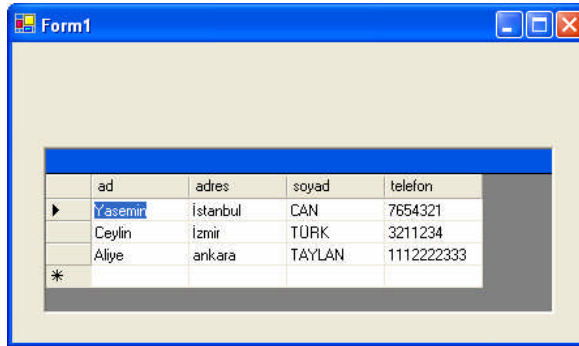 Form1
ad adres soyad telefon
Yasemin İstanbul CAN 7654321
Ceylin İzmir TÜRK 3211234
Aliye ankara TAYLAN 1112222333